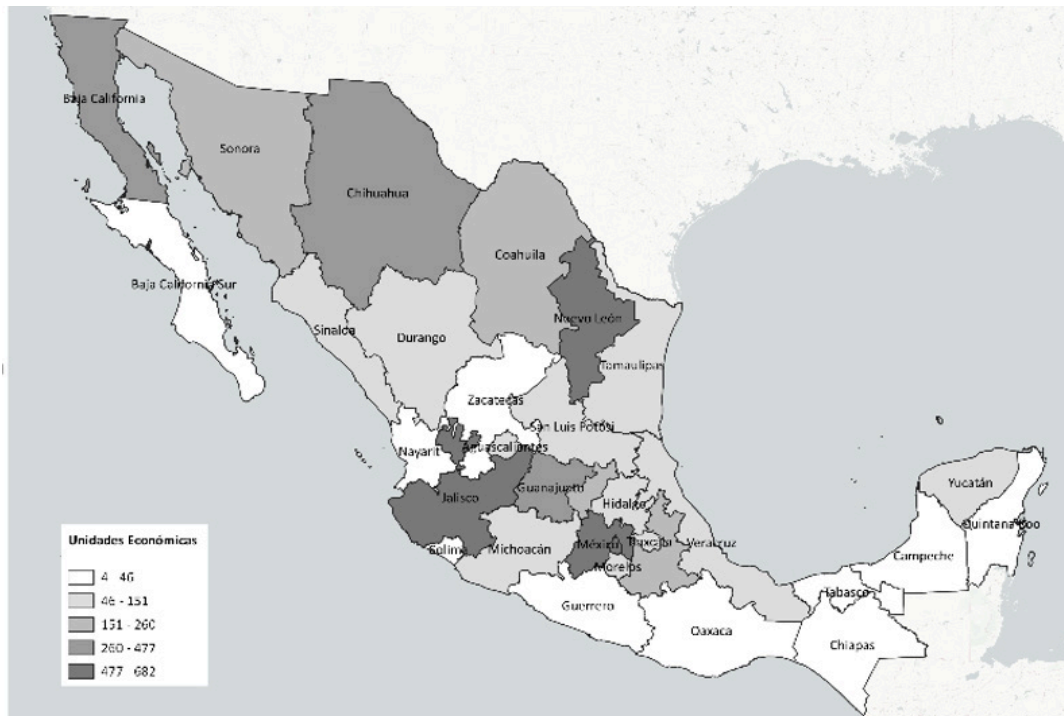 Baja California
Sonora
Chihuahua
Coahuila
Baja California Sur
Nuevo León
Sinaloa
Durango
Tamaulipas
Zacatecas
San Luis Potosí
Nayarit
Aguascalientes
Yucatán
Guanajuato
Jalisco
Hidalgo
Quintana Roo
México
Tlaxcala
Veracruz
Colima
Michoacán
Campeche
Morelos
Tabasco
Guerrero
Oaxaca
Chiapas
Unidades Económicas
4 - 46
46 - 151
151 - 260
260 - 477
477 - 682